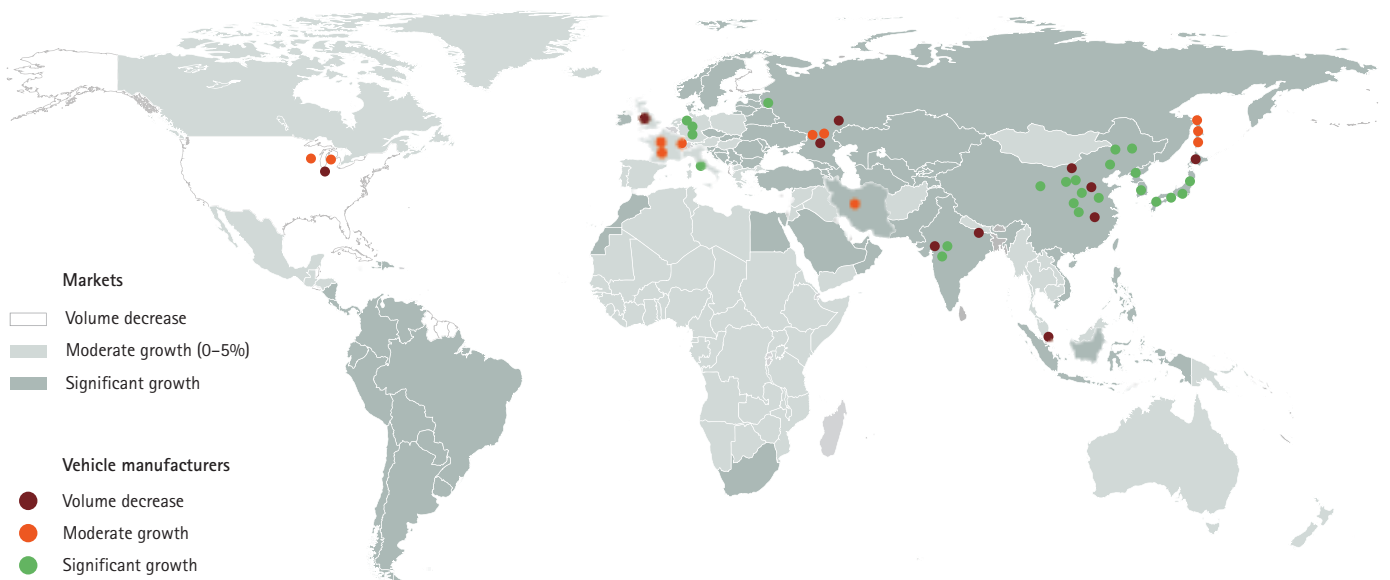 Markets
Volume decrease
Moderate growth (0–5%)
Significant growth
Vehicle manufacturers
Volume decrease
Moderate growth
Significant growth